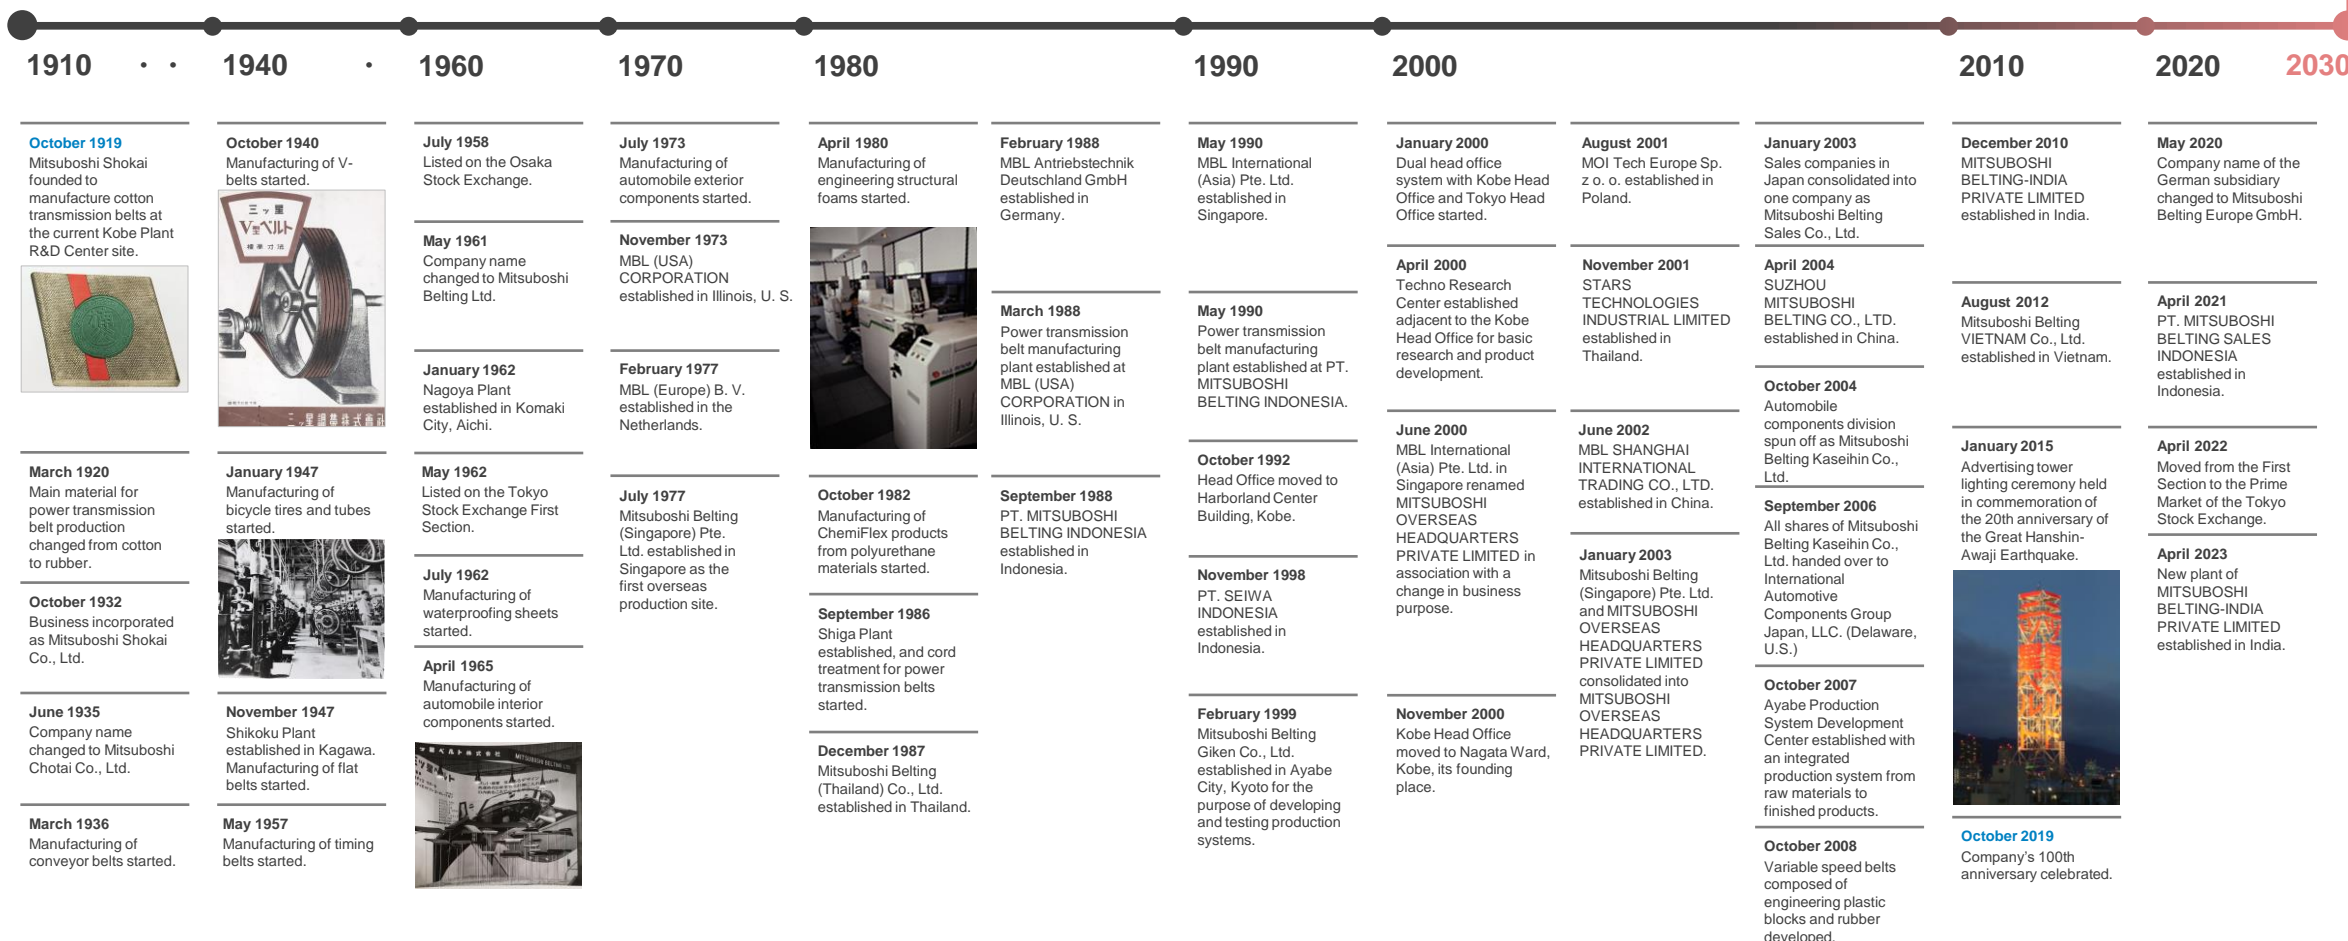 1910 • • 1940 • 1960 1970 1980 1990 2000 2010 2020 2030
October 1919
Mitsuboshi Shokai
founded to
manufacture cotton
transmission belts at
the current Kobe Plant
R&D Center site.
March 1920
Main material for
power transmission
belt production
changed from cotton
to rubber.
October 1932
Business incorporated
as Mitsuboshi Shokai
Co., Ltd.
June 1935
Company name
changed to Mitsuboshi
Chotai Co., Ltd.
March 1936
Manufacturing of
conveyor belts started.
October 1940
Manufacturing of V-
belts started.
三ツ星
V型ベルト
標準寸法
January 1947
Manufacturing of
bicycle tires and tubes
started.
November 1947
Shikoku Plant
established in Kagawa.
Manufacturing of flat
belts started.
May 1957
Manufacturing of timing
belts started.
July 1958
Listed on the Osaka
Stock Exchange.
May 1961
Company name
changed to Mitsuboshi
Belting Ltd.
January 1962
Nagoya Plant
established in Komaki
City, Aichi.
May 1962
Listed on the Tokyo
Stock Exchange First
Section.
July 1962
Manufacturing of
waterproofing sheets
started.
April 1965
Manufacturing of
automobile interior
components started.
MITSUBOSHI BELTING LTD.
July 1973
Manufacturing of
automobile exterior
components started.
November 1973
MBL (USA)
CORPORATION
established in Illinois, U. S.
February 1977
MBL (Europe) B. V.
established in the
Netherlands.
July 1977
Mitsuboshi Belting
(Singapore) Pte.
Ltd. established in
Singapore as the
first overseas
production site.
April 1980
Manufacturing of
engineering structural
foams started.
October 1982
Manufacturing of
ChemiFlex products
from polyurethane
materials started.
September 1986
Shiga Plant
established, and cord
treatment for power
transmission belts
started.
December 1987
Mitsuboshi Belting
(Thailand) Co., Ltd.
established in Thailand.
February 1988
MBL Antriebstechnik
Deutschland GmbH
established in
Germany.
March 1988
Power transmission
belt manufacturing
plant established at
MBL (USA)
CORPORATION in
Illinois, U. S.
September 1988
PT. MITSUBOSHI
BELTING INDONESIA
established in
Indonesia.
May 1990
MBL International
(Asia) Pte. Ltd.
established in
Singapore.
May 1990
Power transmission
belt manufacturing
plant established at PT.
MITSUBOSHI
BELTING INDONESIA.
October 1992
Head Office moved to
Harborland Center
Building, Kobe.
November 1998
PT. SEIWA
INDONESIA
established in
Indonesia.
February 1999
Mitsuboshi Belting
Giken Co., Ltd.
established in Ayabe
City, Kyoto for the
purpose of developing
and testing production
systems.
January 2000
Dual head office
system with Kobe Head
Office and Tokyo Head
Office started.
April 2000
Techno Research
Center established
adjacent to the Kobe
Head Office for basic
research and product
development.
June 2000
MBL International
(Asia) Pte. Ltd. in
Singapore renamed
MITSUBOSHI
OVERSEAS
HEADQUARTERS
PRIVATE LIMITED in
association with a
change in business
purpose.
November 2000
Kobe Head Office
moved to Nagata Ward,
Kobe, its founding
place.
August 2001
MOI Tech Europe Sp.
z o. o. established in
Poland.
November 2001
STARS
TECHNOLOGIES
INDUSTRIAL LIMITED
established in
Thailand.
June 2002
MBL SHANGHAI
INTERNATIONAL
TRADING CO., LTD.
established in China.
January 2003
Mitsuboshi Belting
(Singapore) Pte. Ltd.
and MITSUBOSHI
OVERSEAS
HEADQUARTERS
PRIVATE LIMITED
consolidated into
MITSUBOSHI
OVERSEAS
HEADQUARTERS
PRIVATE LIMITED.
January 2003
Sales companies in
Japan consolidated into
one company as
Mitsuboshi Belting
Sales Co., Ltd.
April 2004
SUZHOU
MITSUBOSHI
BELTING CO., LTD.
established in China.
October 2004
Automobile
components division
spun off as Mitsuboshi
Belting Kaseihin Co.,
Ltd.
September 2006
All shares of Mitsuboshi
Belting Kaseihin Co.,
Ltd. handed over to
International
Automotive
Components Group
Japan, LLC. (Delaware,
U.S.)
October 2007
Ayabe Production
System Development
Center established with
an integrated
production system from
raw materials to
finished products.
October 2008
Variable speed belts
composed of
engineering plastic
blocks and rubber
developed.
December 2010
MITSUBOSHI
BELTING-INDIA
PRIVATE LIMITED
established in India.
August 2012
Mitsuboshi Belting
VIETNAM Co., Ltd.
established in Vietnam.
January 2015
Advertising tower
lighting ceremony held
in commemoration of
the 20th anniversary of
the Great Hanshin-
Awaji Earthquake.
October 2019
Company's 100th
anniversary celebrated.
May 2020
Company name of the
German subsidiary
changed to Mitsuboshi
Belting Europe GmbH.
April 2021
PT. MITSUBOSHI
BELTING SALES
INDONESIA
established in
Indonesia.
April 2022
Moved from the First
Section to the Prime
Market of the Tokyo
Stock Exchange.
April 2023
New plant of
MITSUBOSHI
BELTING-INDIA
PRIVATE LIMITED
established in India.